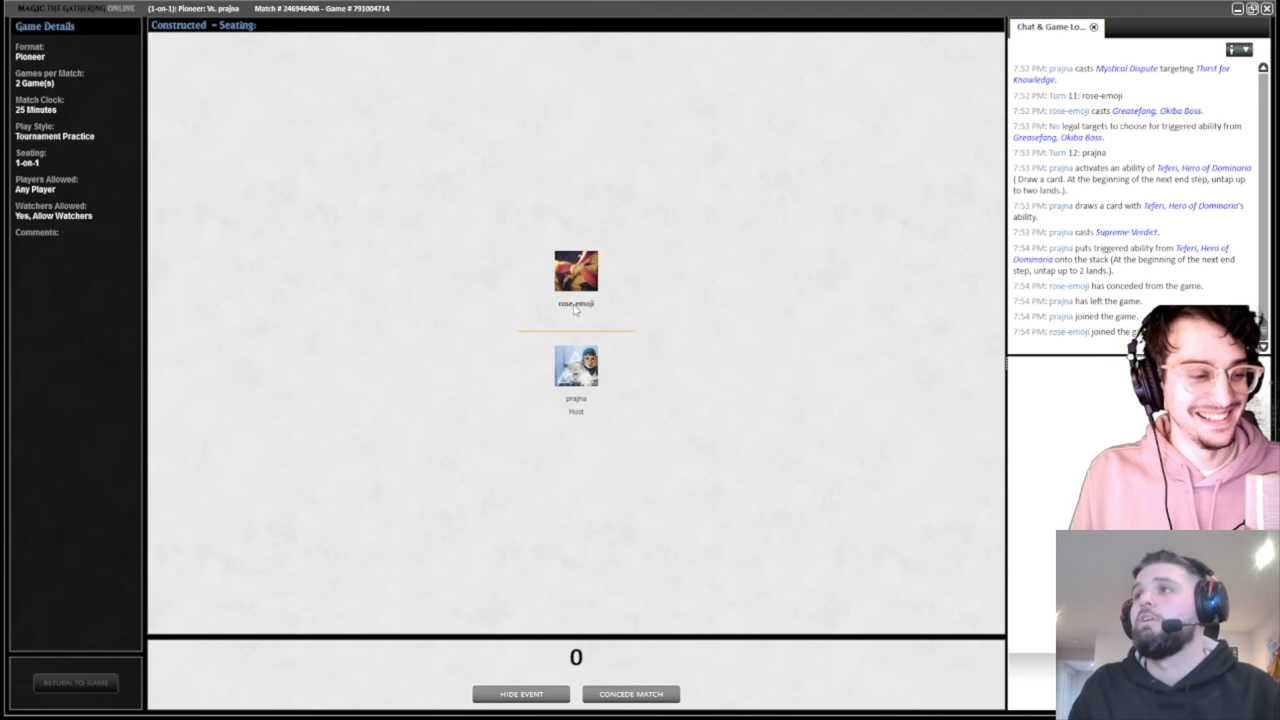 MAGIC THE GATHERING ONLINE
(1-on-1): Pioneer: Vs. prajna
Match # 246946406 - Game # 791004714
Game Details
Format:
Pioneer
Games per Match:
2 Game(s)
Match Clock:
25 Minutes
Play Style:
Tournament Practice
Seating:
1-on-1
Players Allowed:
Any Player
Watchers Allowed:
Yes, Allow Watchers
Comments:
RETURN TO GAME
Constructed - Seating:
rose-emoji
prajna
Host
0
HIDE EVENT
CONCEDE MATCH
Chat & Game Lo...
7:52 PM: prajna casts Mystical Dispute targeting Thirst for
Knowledge.
7:52 PM: Turn 11: rose-emoji
7:52 PM: rose-emoji casts Greasefang, Okiba Boss.
7:53 PM: No legal targets to choose for triggered ability from
Greasefang, Okiba Boss.
7:53 PM: Turn 12: prajna
7:53 PM: prajna activates an ability of Teferi, Hero of Dominaria
( Draw a card. At the beginning of the next end step, untap up
to two lands.).
7:53 PM: prajna draws a card with Teferi, Hero of Dominaria's
ability.
7:53 PM: prajna casts Supreme Verdict.
7:54 PM: prajna puts triggered ability from Teferi, Hero of
Dominaria onto the stack (At the beginning of the next end
step, untap up to 2 lands.).
7:54 PM: rose-emoji has conceded from the game.
7:54 PM: prajna has left the game.
7:54 PM: prajna joined the game.
7:54 PM: rose-emoji joined the